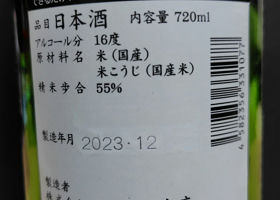 品目 日本酒 内容量 720ml
アルコール分 16度
原材料名 米(国産)
米こうじ(国産米)
精米歩合 55%
製造年月 2023.12
製造者
4582356331077